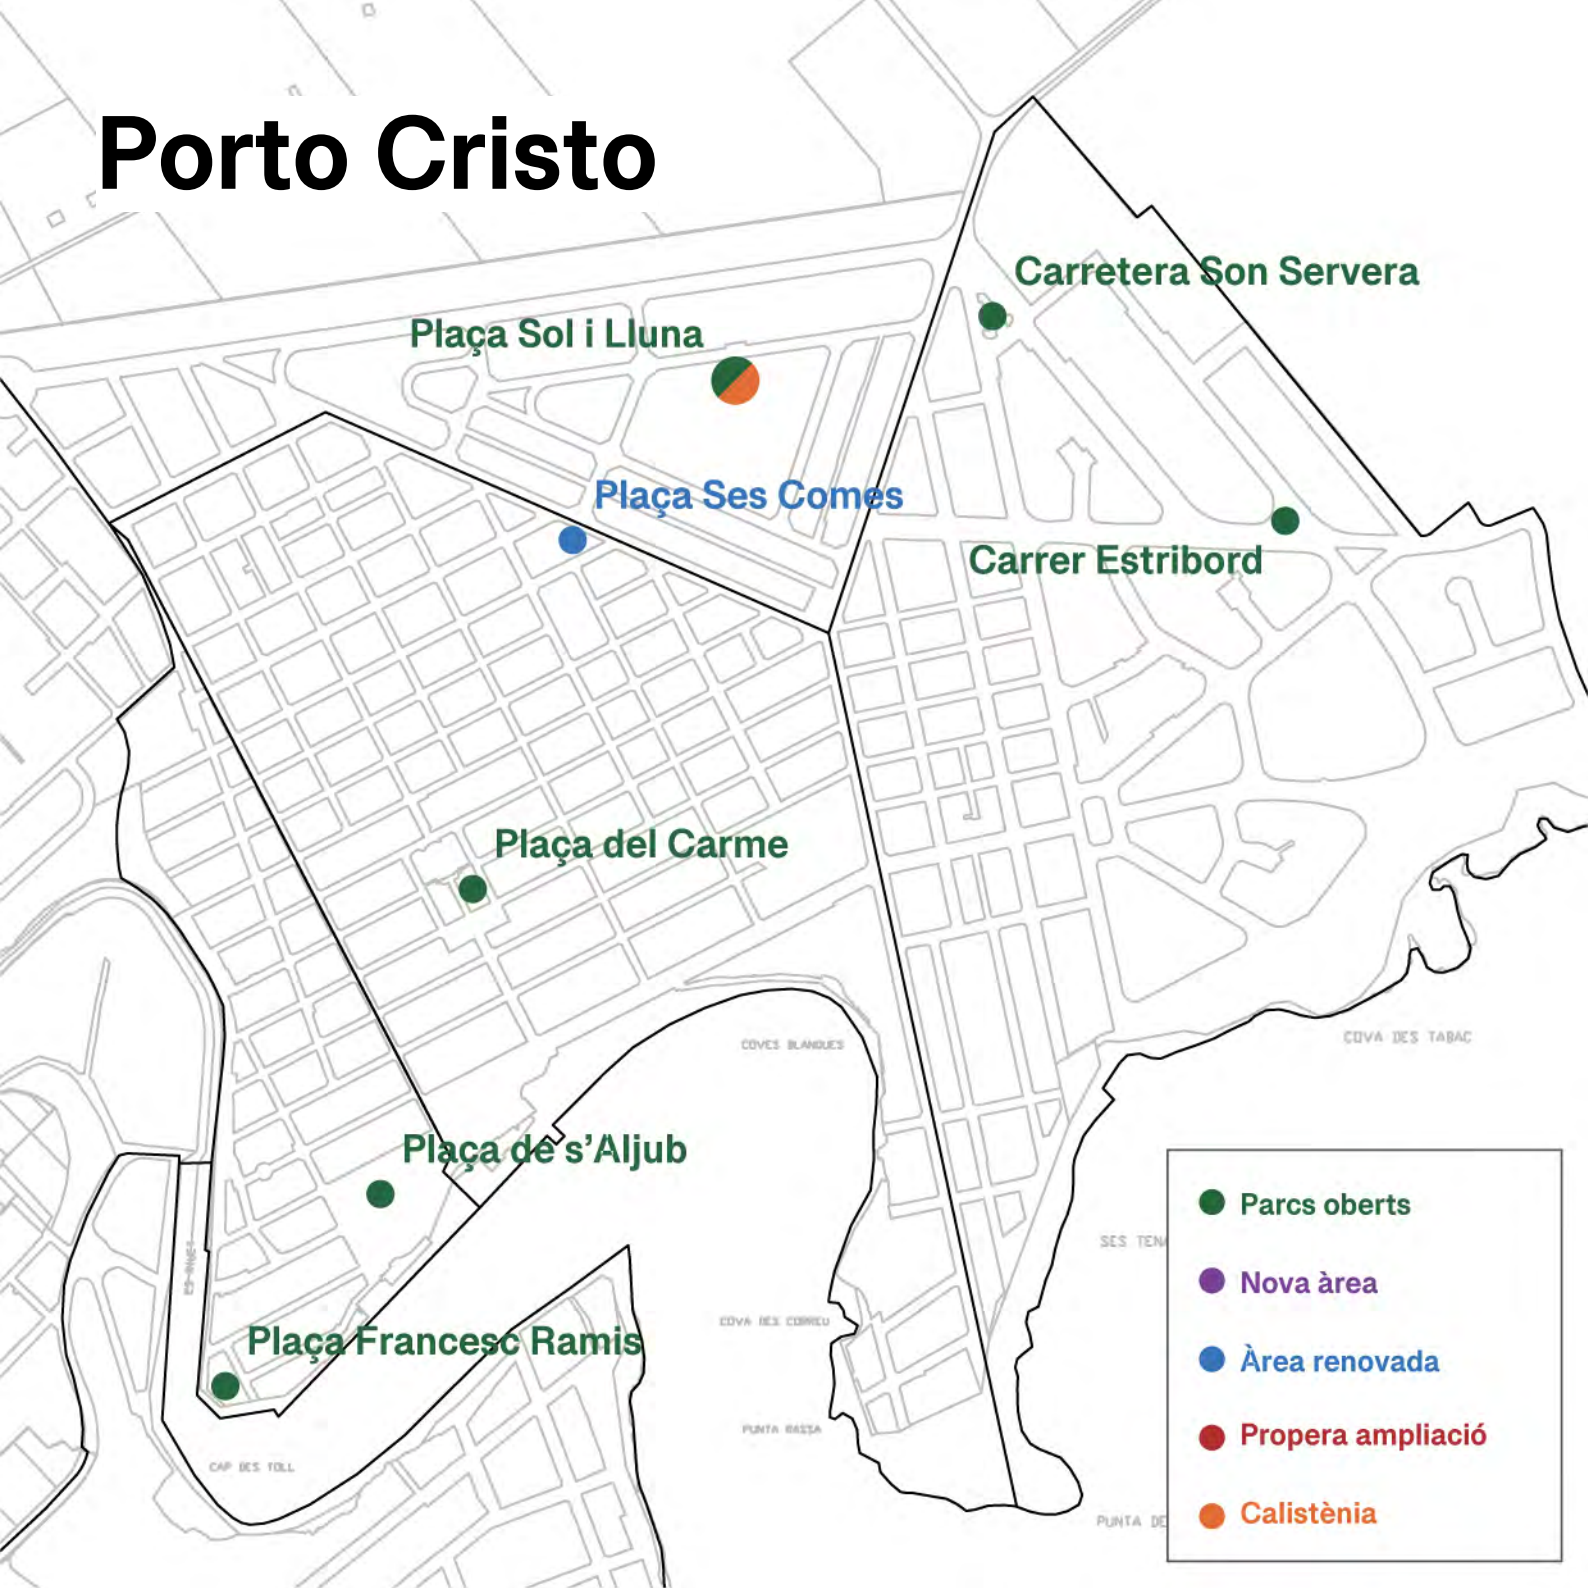 Porto Cristo
Carretera Son Servera
Plaça Sol i Lluna
Plaça Ses Comes
Carrer Estribord
Plaça del Carme
COVES BLANQUES
COVA DES TABAC
Plaça de s'Aljub
Parcs oberts
SES TENA
Nova àrea
COVA DES CORREU
Plaça Francesc Ramis
Àrea renovada
PUNTA RASSA
Propera ampliació
CAP DES TOLL
Calistènia
PUNTA DE